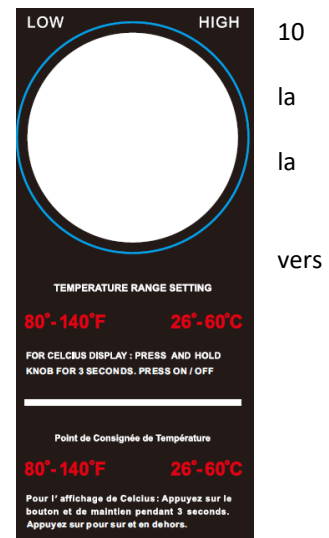 LOW HIGH
10
la
la
vers
TEMPERATURE RANGE SETTING
80°-140°F 26°-60°C
FOR CELCIUS DISPLAY : PRESS AND HOLD
KNOB FOR 3 SECONDS. PRESS ON / OFF
Point de Consignée de Température
80°-140°F 26°-60°C
Pour l' affichage de Celcius: Appuyez sur le
bouton et de maintien pendant 3 seconds.
Appuyez sur pour sur et en dehors.